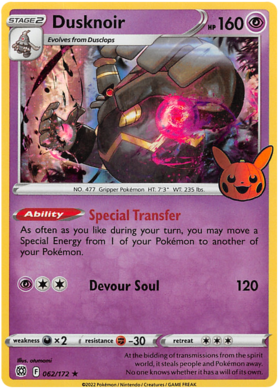 STAGE 2
Dusknoir
HP 160
Evolves from Dusclops
NO. 477 Gripper Pokémon HT: 7'3" WT: 235 lbs.
Ability Special Transfer
As often as you like during your turn, you may move
a Special Energy from 1 of your Pokémon to another
of your Pokémon.
Devour Soul 120
weakness ×2 resistance -30 retreat
At the bidding of transmissions from the spirit
world, it steals people and Pokémon away.
No one knows whether it has a will of its own.
F 062/172 ★
©2022 Pokémon / Nintendo / Creatures / GAME FREAK